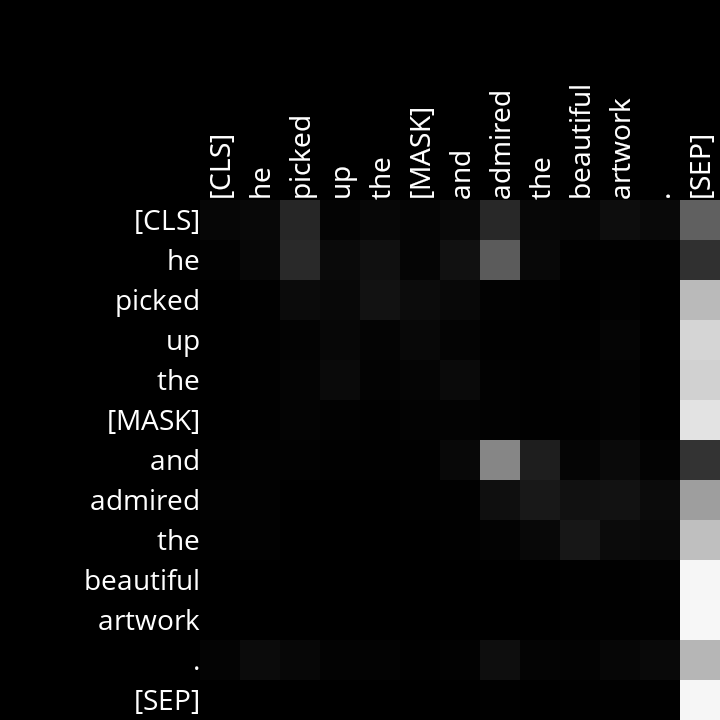 [CLS] he picked up the [MASK] and admired the beautiful artwork . [SEP]
[CLS]
he
picked
up
the
[MASK]
and
admired
the
beautiful
artwork
.
[SEP]